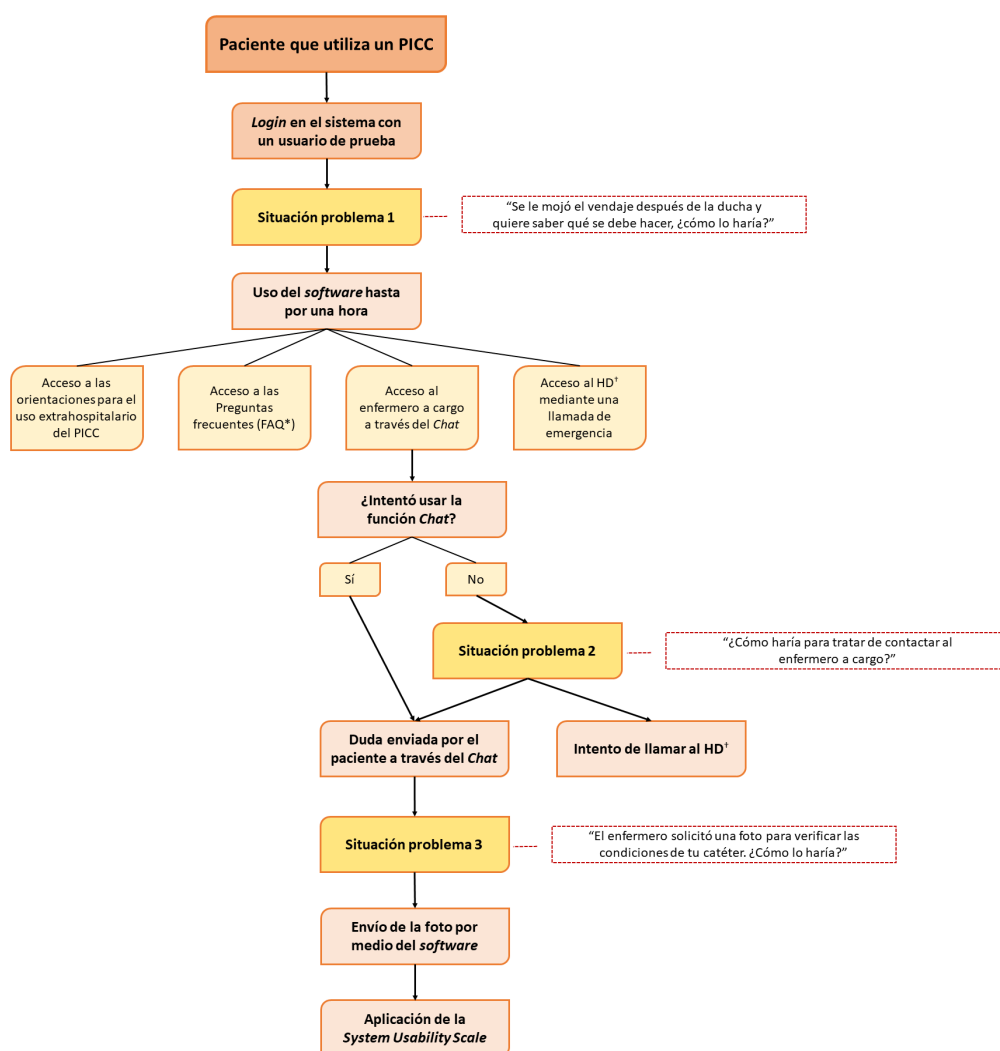 Paciente que utiliza un PICC
Login en el sistema con
un usuario de prueba
Situación problema 1
“Se le mojó el vendaje después de la ducha y
quiere saber qué se debe hacer, ¿cómo lo haría?”
Uso del software hasta
por una hora
Acceso a las
orientaciones para el
uso extrahospitalario
del PICC
Acceso a las
Preguntas
frecuentes (FAQ*)
Acceso al
enfermero a cargo
a través del Chat
Acceso al HD†
mediante una
llamada de
emergencia
¿Intentó usar la
función Chat?
Sí
No
Situación problema 2
“¿Cómo haría para tratar de contactar al
enfermero a cargo?”
Duda enviada por el
paciente a través del Chat
Intento de llamar al HD†
Situación problema 3
“El enfermero solicitó una foto para verificar las
condiciones de tu catéter. ¿Cómo lo haría?”
Envío de la foto por
medio del software
Aplicación de la
System Usability Scale